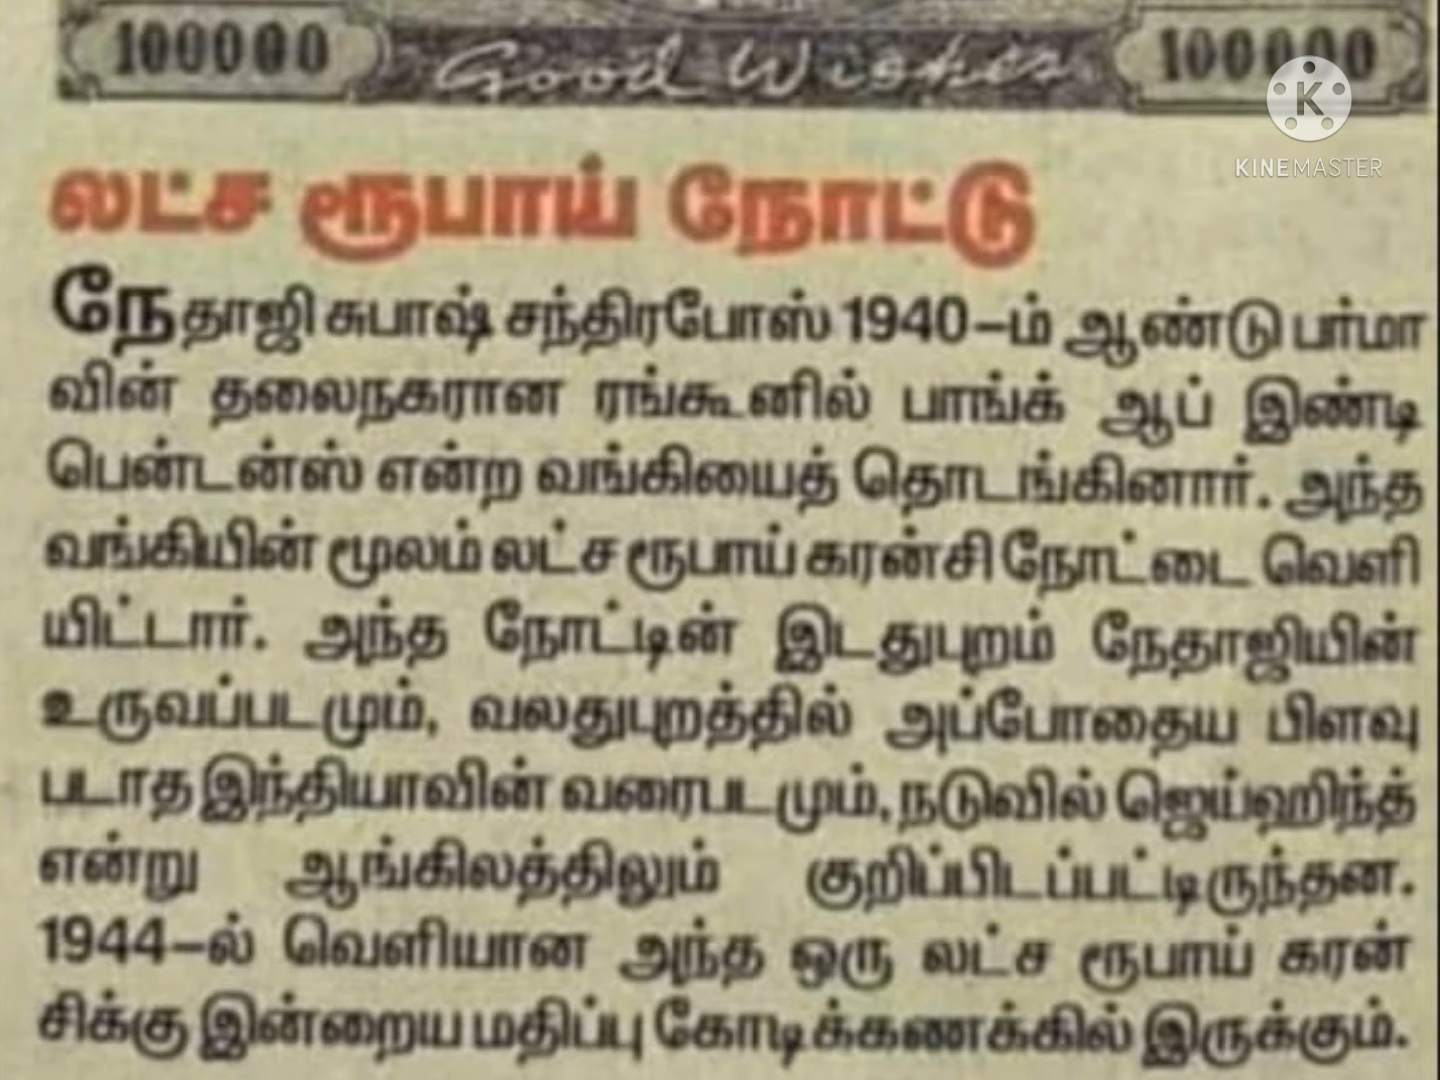 100000 Good Wishes 100000
KINEMASTER
லட்ச ரூபாய் நோட்டு
நேதாஜி சுபாஷ் சந்திரபோஸ் 1940–ம் ஆண்டு பர்மா
வின் தலைநகரான ரங்கூனில் பாங்க் ஆப் இண்டி
பென்டன்ஸ் என்ற வங்கியைத் தொடங்கினார். அந்த
வங்கியின் மூலம் லட்ச ரூபாய் கரன்சி நோட்டை வெளி
யிட்டார். அந்த நோட்டின் இடதுபுறம் நேதாஜியின்
உருவப்படமும், வலதுபுறத்தில் அப்போதைய பிளவு
படாத இந்தியாவின் வரைபடமும், நடுவில் ஜெய்ஹிந்த்
என்று ஆங்கிலத்திலும் குறிப்பிடப்பட்டிருந்தன.
1944–ல் வெளியான அந்த ஒரு லட்ச ரூபாய் கரன்
சிக்கு இன்றைய மதிப்பு கோடிக்கணக்கில் இருக்கும்.